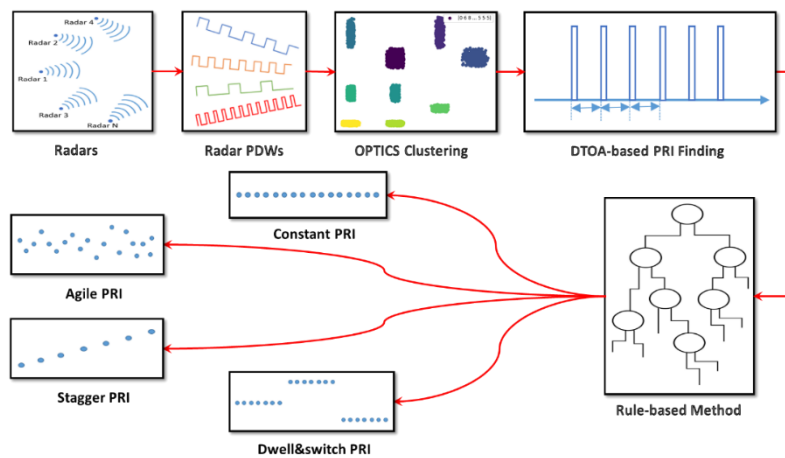 Radar 4
Radar 2
Radar 1
Radar 3
Radar N
Radars
Radar PDWs
OPTICS Clustering
DTOA-based PRI Finding
Constant PRI
Agile PRI
Stagger PRI
Dwell&switch PRI
Rule-based Method